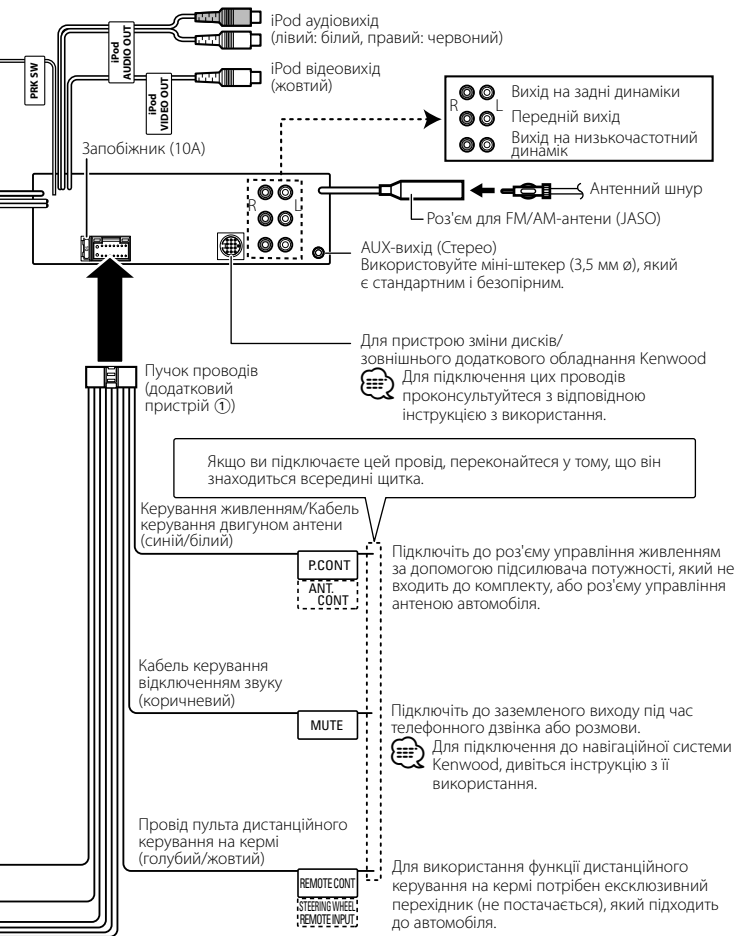 iPod аудіовихід
(лівий: білий, правий: червоний)
iPod
AUDIO OUT
PRK SW
iPod відеовихід
(жовтий)
iPod
VIDEO OUT
Вихід на задні динаміки
R
L
Передній вихід
Вихід на низькочастотний
динамік
Запобіжник (10A)
R
L
Антенний шнур
Роз'єм для FM/AM-антени (JASO)
AUX-вихід (Стерео)
Використовуйте міні-штекер (3,5 мм ø), який
є стандартним і безопірним.
Для пристрою зміни дисків/
зовнішнього додаткового обладнання Kenwood
Для підключення цих проводів
проконсультуйтеся з відповідною
інструкцією з використання.
Пучок проводів
(додатковий
пристрій ①)
Якщо ви підключаєте цей провід, переконайтеся у тому, що він
знаходиться всередині щитка.
Керування живленням/Кабель
керування двигуном антени
(синій/білий)
P.CONT
ANT.
CONT
Підключіть до роз'єму управління живленням
за допомогою підсилювача потужності, який не
входить до комплекту, або роз'єму управління
антеною автомобіля.
Кабель керування
відключенням звуку
(коричневий)
MUTE
Підключіть до заземленого виходу під час
телефонного дзвінка або розмови.
Для підключення до навігаційної системи
Kenwood, дивіться інструкцію з її
використання.
Провід пульта дистанційного
керування на кермі
(голубий/жовтий)
REMOTE CONT
STEERING WHEEL
REMOTE INPUT
Для використання функції дистанційного
керування на кермі потрібен ексклюзивний
перехідник (не постачається), який підходить
до автомобіля.